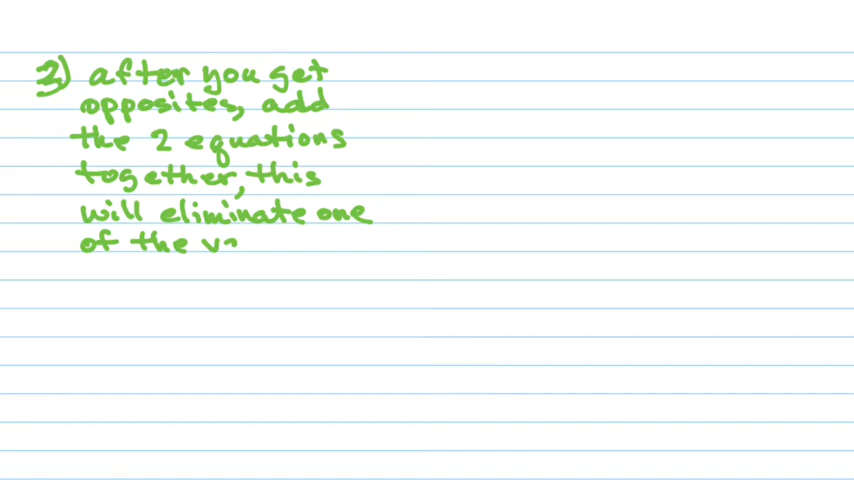 3) after you get
opposites, add
the 2 equations
together, this
will eliminate one
of the v